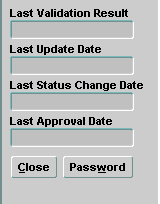 Last Validation Result
Last Update Date
Last Status Change Date
Last Approval Date
Close Password